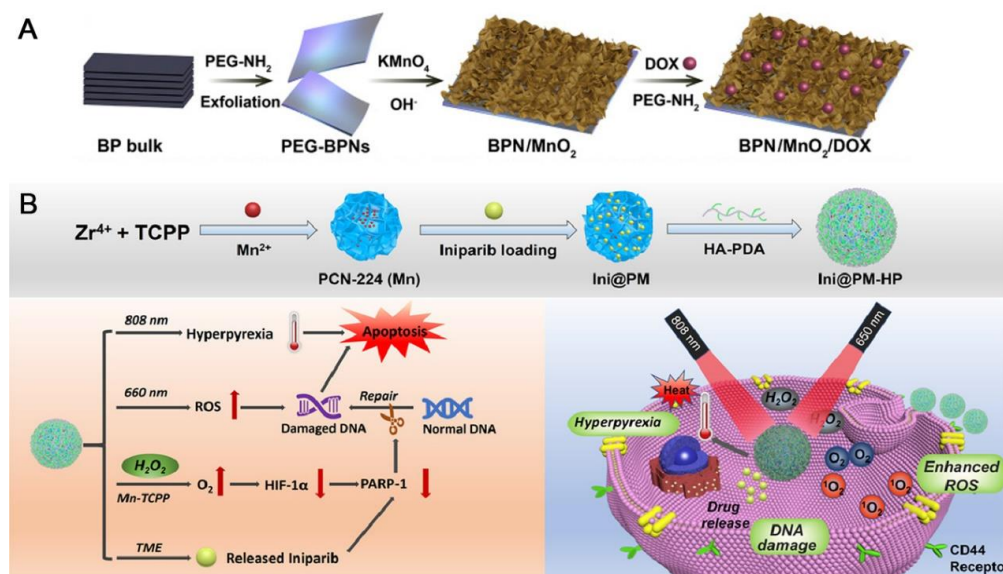 A
PEG-NH₂
Exfoliation
KMnO₄
OH⁻
DOX
PEG-NH₂
BP bulk
PEG-BPNs
BPN/MnO₂
BPN/MnO₂/DOX
B
Zr⁴⁺ + TCPP
Mn²⁺
PCN-224 (Mn)
Iniparib loading
Ini@PM
HA-PDA
Ini@PM-HP
808 nm
Hyperpyrexia
Apoptosis
660 nm
ROS
Damaged DNA
Repair
Normal DNA
H₂O₂
Mn-TCPP
O₂
HIF-1α
PARP-1
TME
Released Iniparib
808 nm
650 nm
Heat
H₂O₂
H₂O₂
Hyperpyrexia
O₂
O₂
¹O₂
¹O₂
¹O₂
Enhanced
ROS
Drug
release
DNA
damage
CD44
Recepto